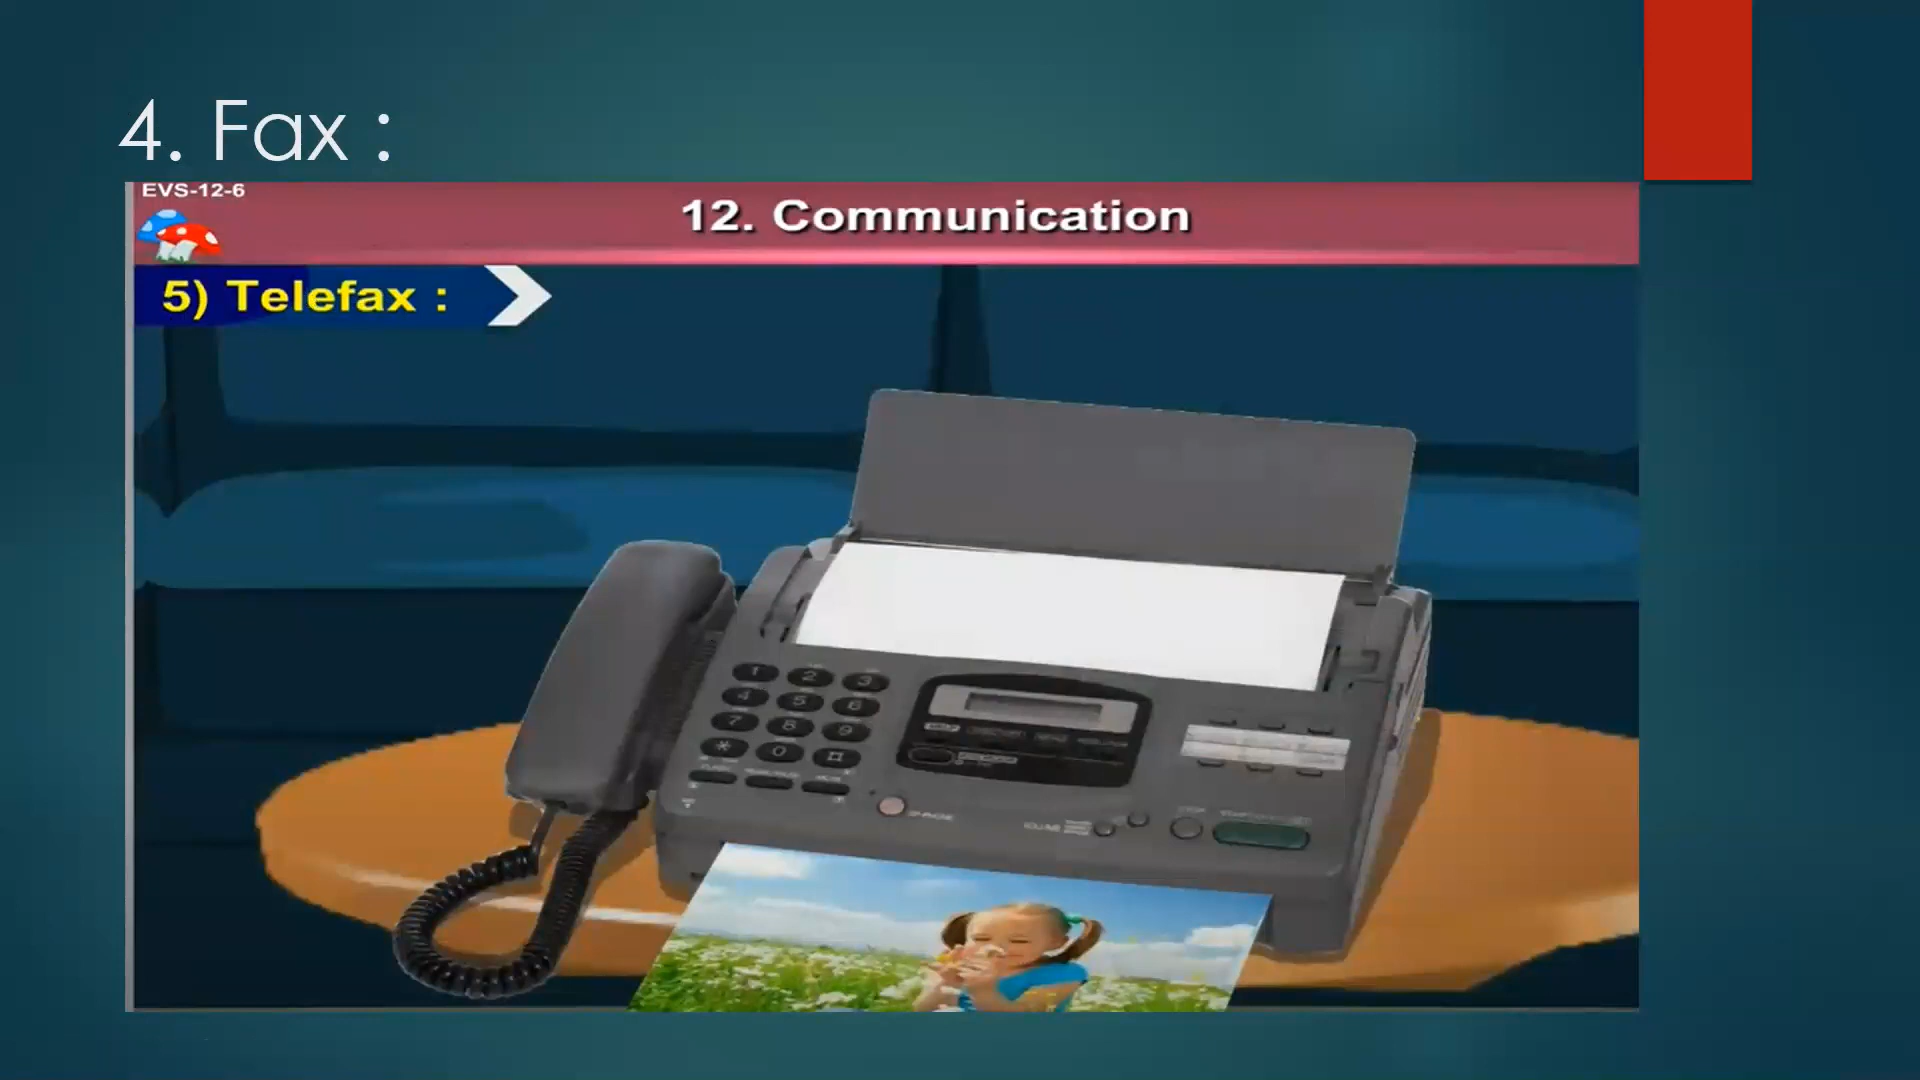 4. Fax :
EVS-12-6
12. Communication
5) Telefax :
1 2 3
4 5 6
7 8 9
* 0